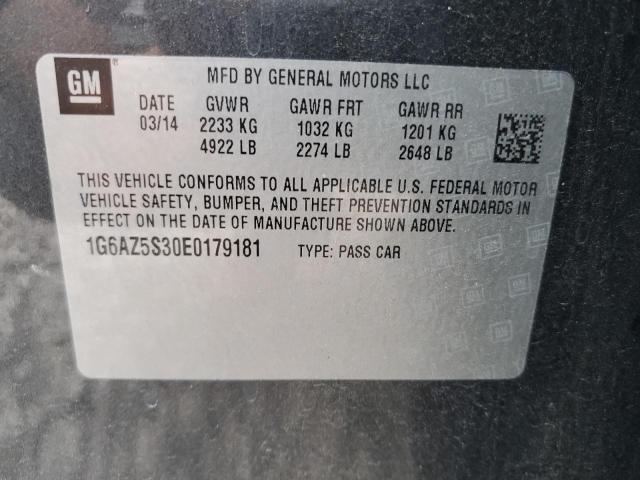 GM ®
MFD BY GENERAL MOTORS LLC
DATE GVWR GAWR FRT GAWR RR
03/14 2233 KG 1032 KG 1201 KG
4922 LB 2274 LB 2648 LB
THIS VEHICLE CONFORMS TO ALL APPLICABLE U.S. FEDERAL MOTOR
VEHICLE SAFETY, BUMPER, AND THEFT PREVENTION STANDARDS IN
EFFECT ON THE DATE OF MANUFACTURE SHOWN ABOVE.
1G6AZ5S30E0179181 TYPE: PASS CAR